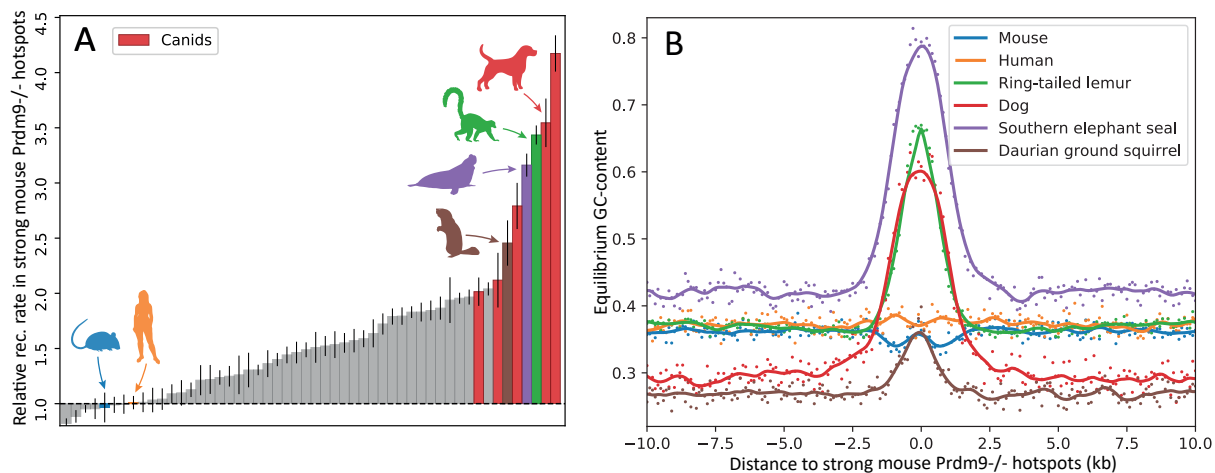 A
Canids
Relative rec. rate in strong mouse Prdm9-/- hotspots
4.5
4.0
3.5
3.0
2.5
2.0
1.5
1.0
B
Mouse
Human
Ring-tailed lemur
Dog
Southern elephant seal
Daurian ground squirrel
Equilibrium GC-content
0.8
0.7
0.6
0.5
0.4
0.3
−10.0 −7.5 −5.0 −2.5 0.0 2.5 5.0 7.5 10.0
Distance to strong mouse Prdm9-/- hotspots (kb)